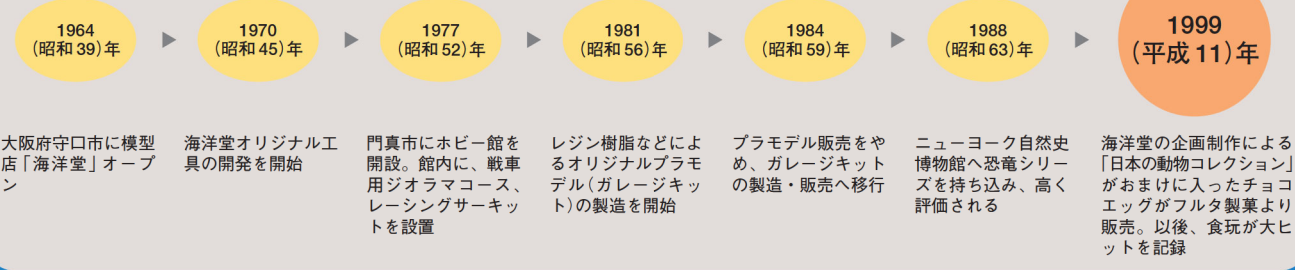 1964
(昭和39)年
大阪府守口市に模型
店「海洋堂」オープ
ン
1970
(昭和45)年
海洋堂オリジナル工
具の開発を開始
1977
(昭和52)年
門真市にホビー館を
開設。館内に、戦車
用ジオラマコース、
レーシングサーキッ
トを設置
1981
(昭和56)年
レジン樹脂などによ
るオリジナルプラモ
デル(ガレージキッ
ト)の製造を開始
1984
(昭和59)年
プラモデル販売をや
め、ガレージキット
の製造・販売へ移行
1988
(昭和63)年
ニューヨーク自然史
博物館へ恐竜シリー
ズを持ち込み、高く
評価される
1999
(平成11)年
海洋堂の企画制作による
「日本の動物コレクション」
がおまけに入ったチョコ
エッグがフルタ製菓より
販売。以後、食玩が大ヒ
ットを記録